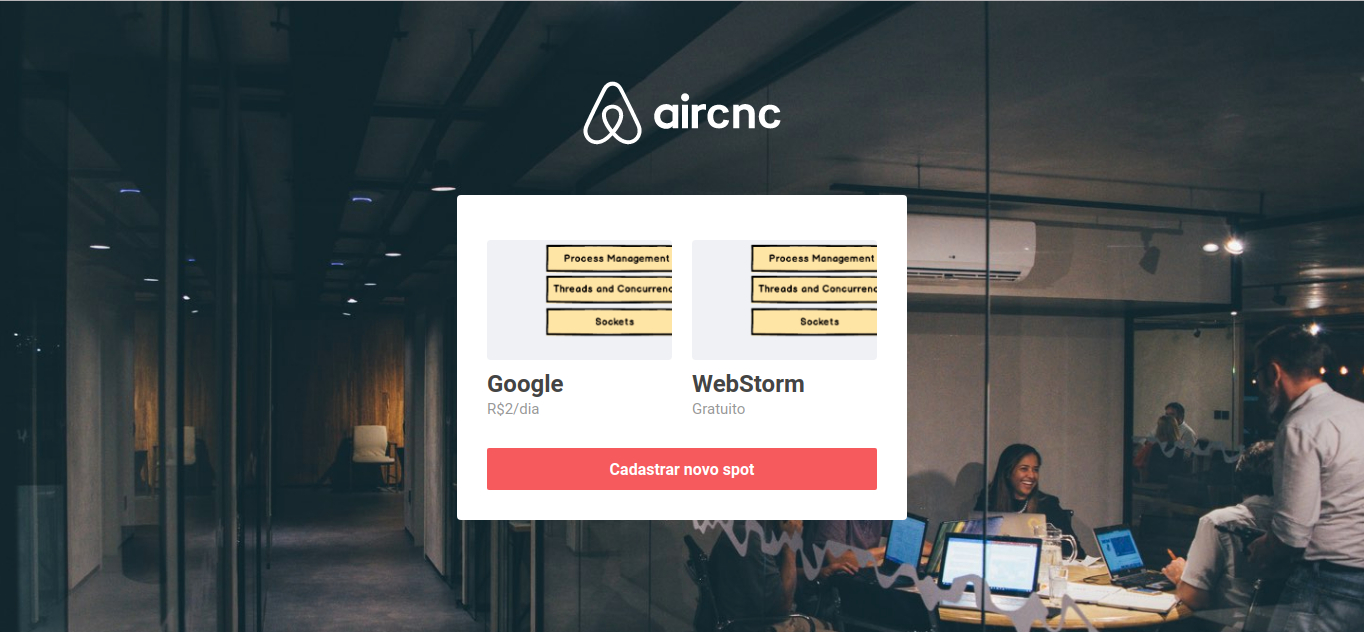 aircnc
Process Management
Threads and Concurrenc
Sockets
Process Management
Threads and Concurrenc
Sockets
Google
R$2/dia
WebStorm
Gratuito
Cadastrar novo spot